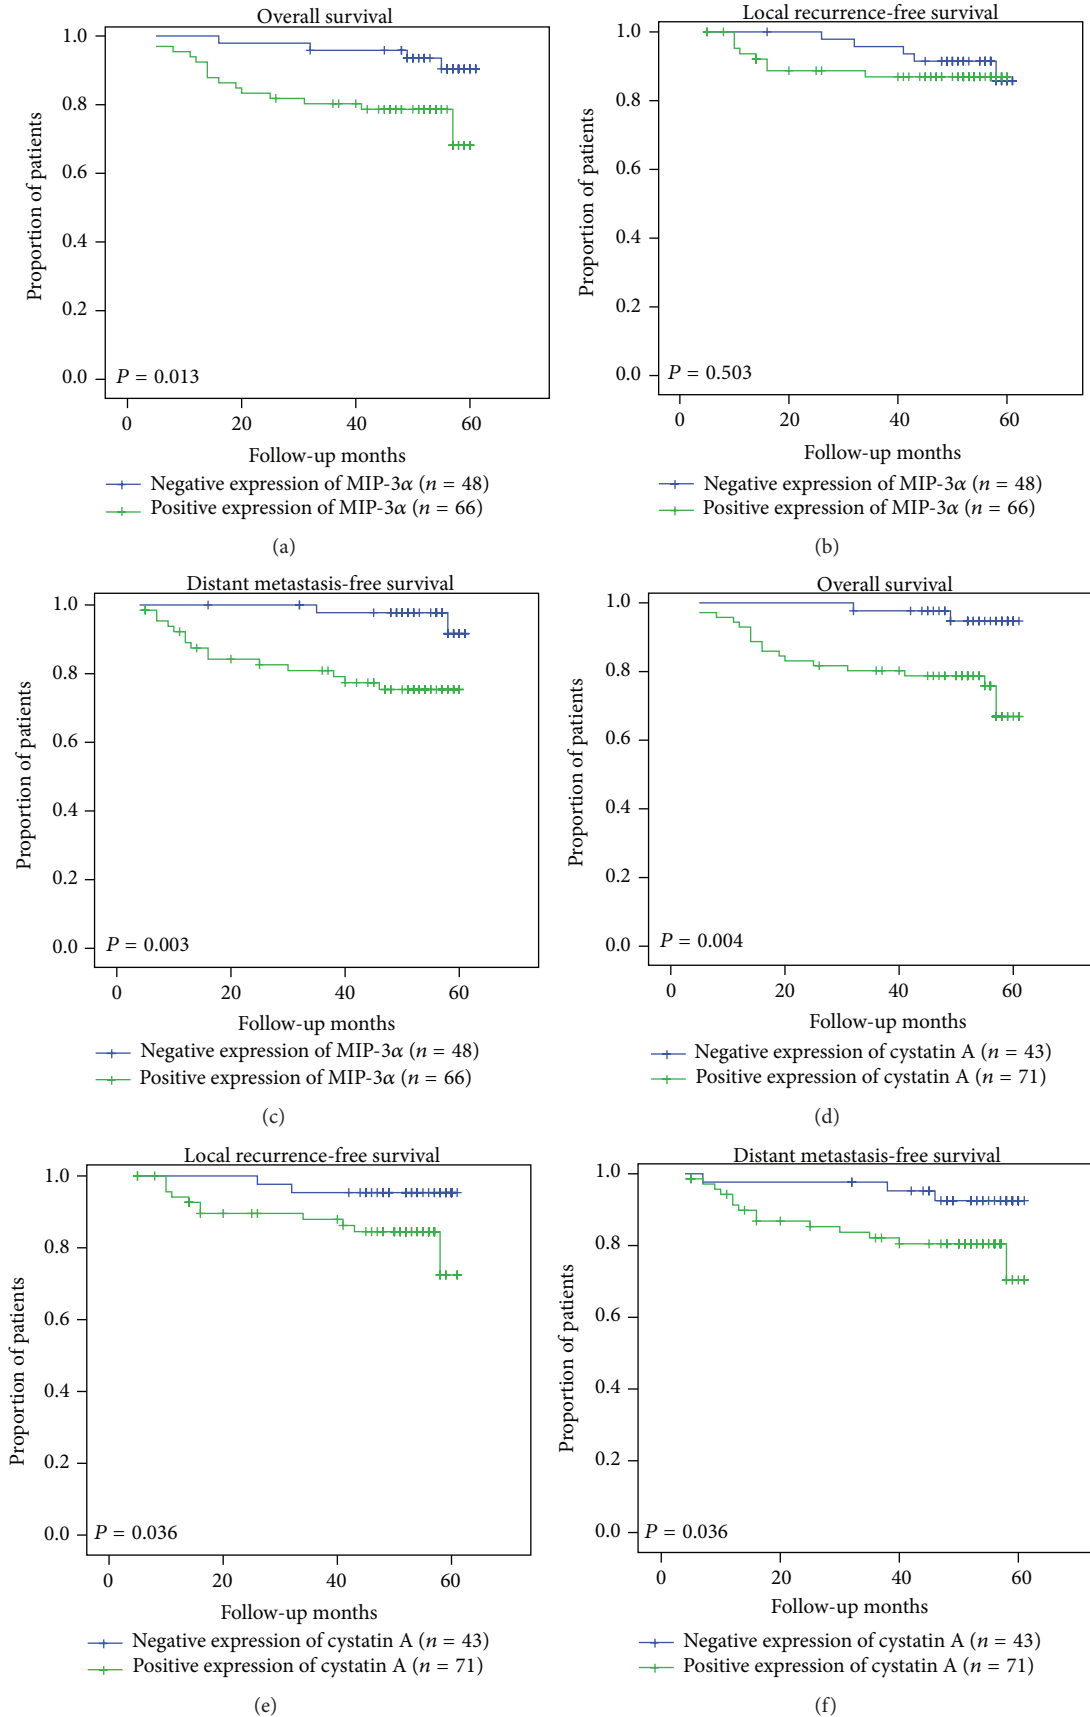 Overall survival
1.0
0.8
0.6
0.4
0.2
0.0
Proportion of patients
P = 0.013
0 20 40 60
Follow-up months
Negative expression of MIP-3α (n = 48)
Positive expression of MIP-3α (n = 66)
(a)
Local recurrence-free survival
1.0
0.8
0.6
0.4
0.2
0.0
Proportion of patients
P = 0.503
0 20 40 60
Follow-up months
Negative expression of MIP-3α (n = 48)
Positive expression of MIP-3α (n = 66)
(b)
Distant metastasis-free survival
1.0
0.8
0.6
0.4
0.2
0.0
Proportion of patients
P = 0.003
0 20 40 60
Follow-up months
Negative expression of MIP-3α (n = 48)
Positive expression of MIP-3α (n = 66)
(c)
Overall survival
1.0
0.8
0.6
0.4
0.2
0.0
Proportion of patients
P = 0.004
0 20 40 60
Follow-up months
Negative expression of cystatin A (n = 43)
Positive expression of cystatin A (n = 71)
(d)
Local recurrence-free survival
1.0
0.8
0.6
0.4
0.2
0.0
Proportion of patients
P = 0.036
0 20 40 60
Follow-up months
Negative expression of cystatin A (n = 43)
Positive expression of cystatin A (n = 71)
(e)
Distant metastasis-free survival
1.0
0.8
0.6
0.4
0.2
0.0
Proportion of patients
P = 0.036
0 20 40 60
Follow-up months
Negative expression of cystatin A (n = 43)
Positive expression of cystatin A (n = 71)
(f)